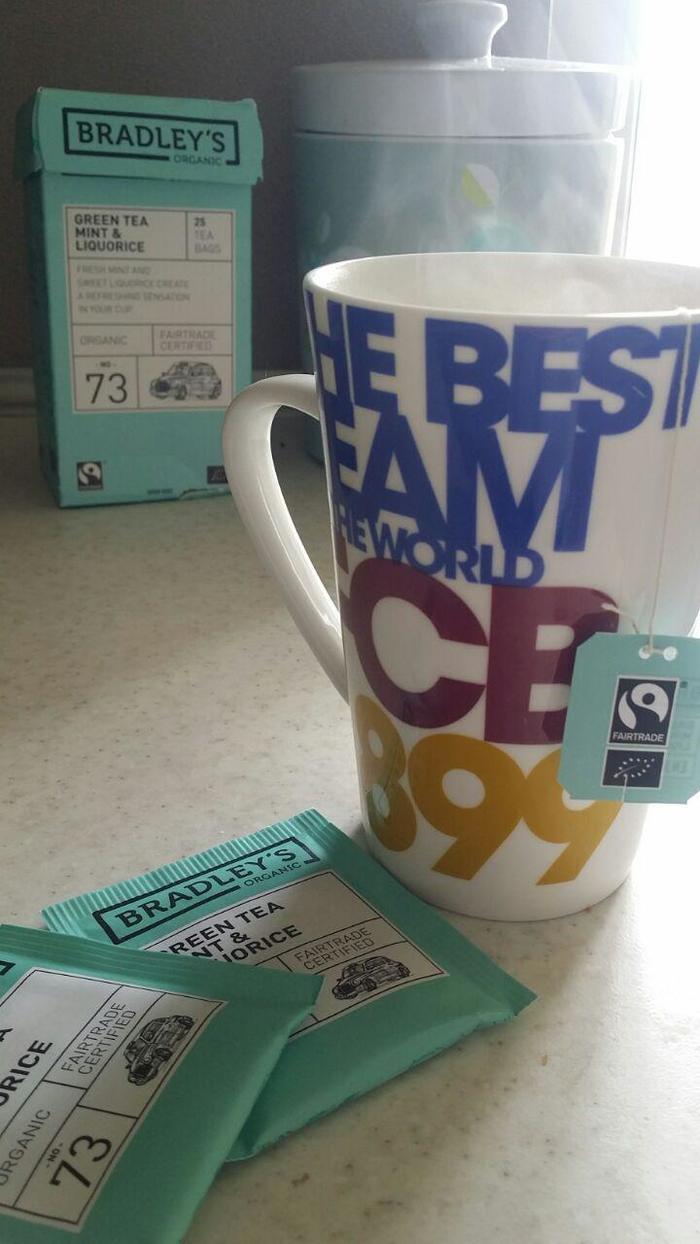 BRADLEY'S
ORGANIC
GREEN TEA
MINT &
LIQUORICE
25
TEA
BAGS
FRESH MINT AND
SWEET LIQUORICE CREATE
A REFRESHING SENSATION
IN YOUR CUP
ORGANIC
FAIRTRADE
CERTIFIED
- NO -
73
HE BEST
EAM
HE WORLD
CB
899
FAIRTRADE
BRADLEY'S
ORGANIC
GREEN TEA
NT &
UORICE
FAIRTRADE
CERTIFIED
A
ORICE
FAIRTRADE
CERTIFIED
ORGANIC
- NO -
73